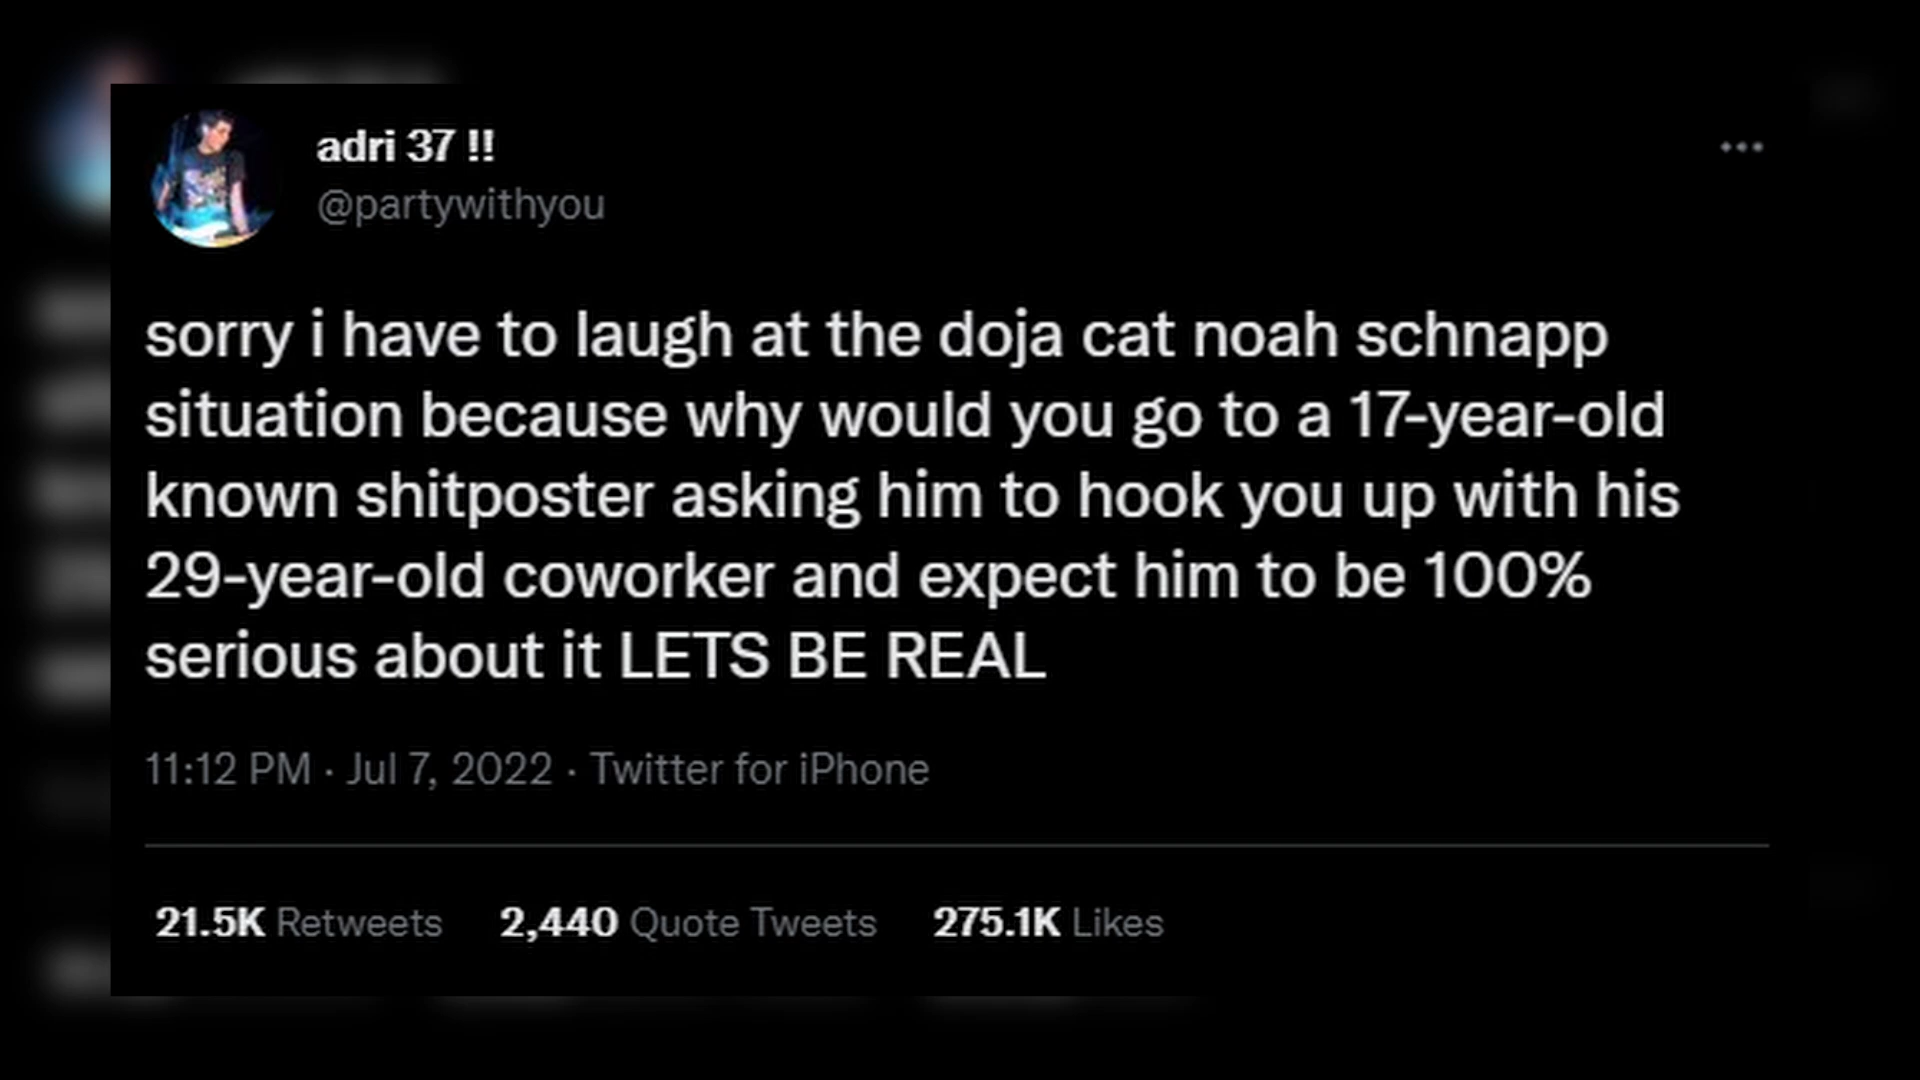 adri 37 !!
@partywithyou
sorry i have to laugh at the doja cat noah schnapp
situation because why would you go to a 17-year-old
known shitposter asking him to hook you up with his
29-year-old coworker and expect him to be 100%
serious about it LETS BE REAL
11:12 PM · Jul 7, 2022 · Twitter for iPhone
21.5K Retweets 2,440 Quote Tweets 275.1K Likes